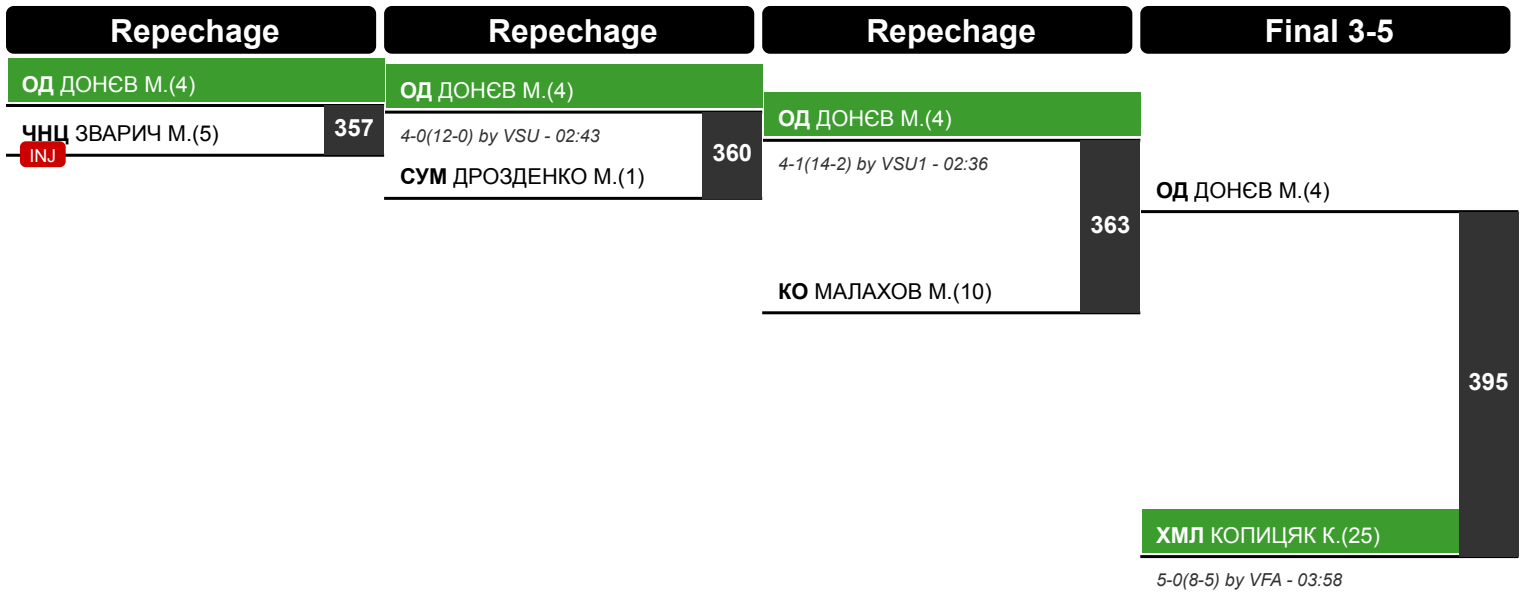 Repechage
ОД ДОНЄВ М.(4)
ЧНЦ ЗВАРИЧ М.(5)
INJ
357
Repechage
ОД ДОНЄВ М.(4)
4-0(12-0) by VSU - 02:43
СУМ ДРОЗДЕНКО М.(1)
360
Repechage
ОД ДОНЄВ М.(4)
4-1(14-2) by VSU1 - 02:36
КО МАЛАХОВ М.(10)
363
Final 3-5
ОД ДОНЄВ М.(4)
395
ХМЛ КОПИЦЯК К.(25)
5-0(8-5) by VFA - 03:58